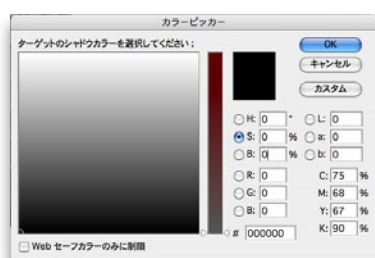 カラーピッカー
ターゲットのシャドウカラーを選択してください：
OK
キャンセル
カスタム
H: 0 °
L: 0
S: 0 %
a: 0
B: 0 %
b: 0
R: 0
C: 75 %
G: 0
M: 68 %
B: 0
Y: 67 %
# 000000
K: 90 %
Web セーフカラーのみに制限